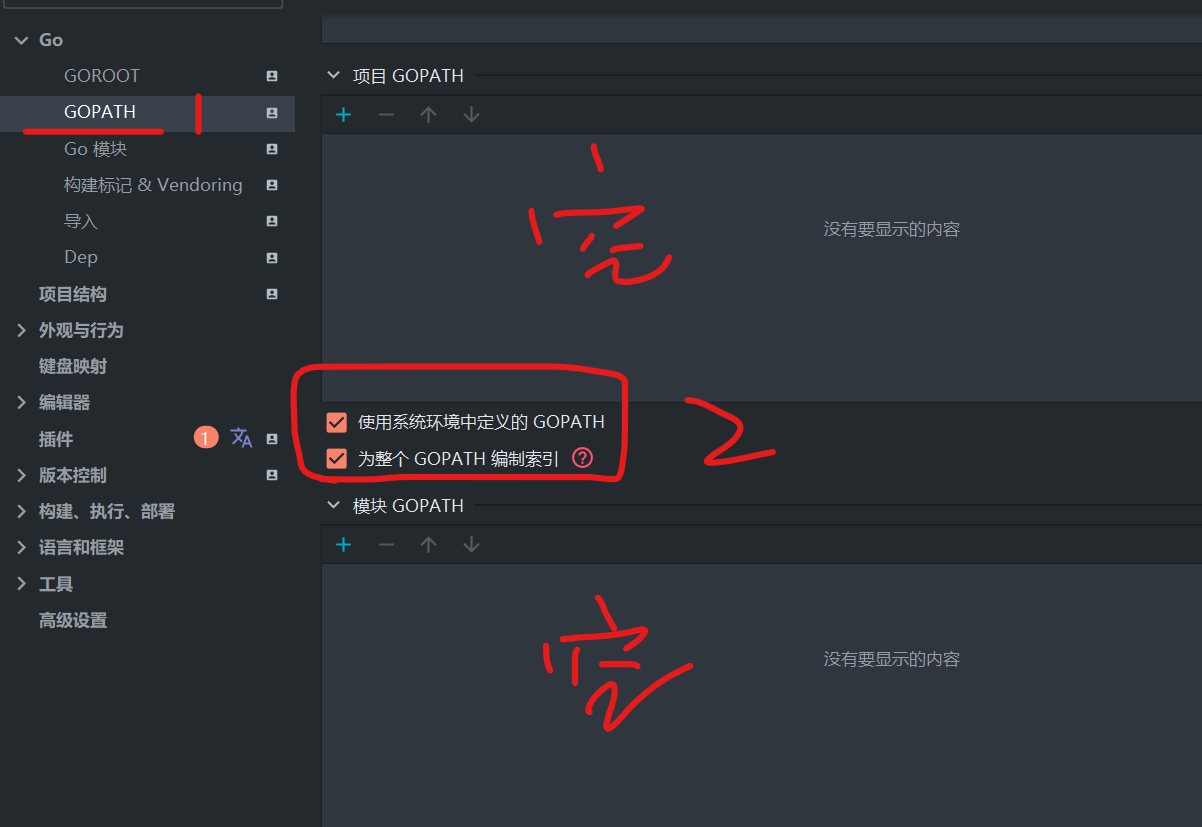 Go
GOROOT
GOPATH
Go 模块
构建标记 & Vendoring
导入
Dep
项目结构
外观与行为
键盘映射
编辑器
插件 1
版本控制
构建、执行、部署
语言和框架
工具
高级设置
项目 GOPATH
空
没有要显示的内容
使用系统环境中定义的 GOPATH
为整个 GOPATH 编制索引
2
模块 GOPATH
空
没有要显示的内容